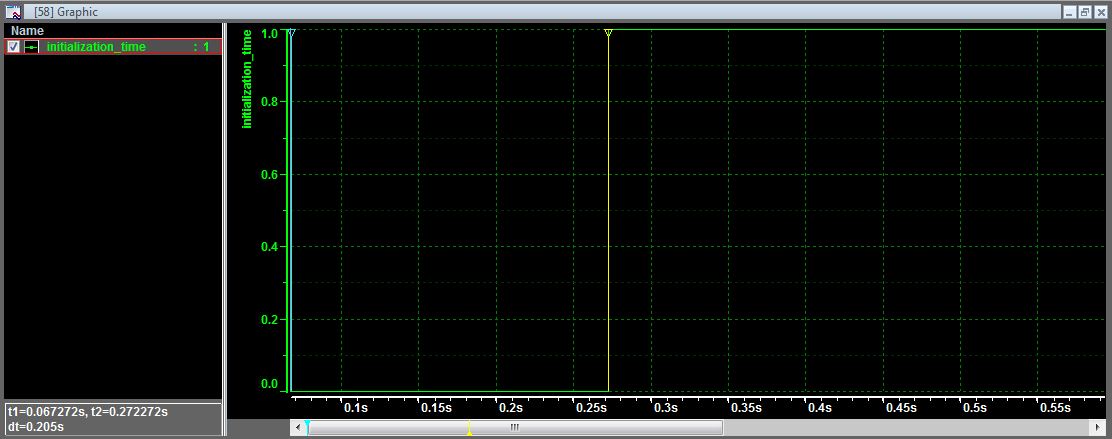 [58] Graphic
Name
initialization_time : 1
initialization_time
1.0
0.8
0.6
0.4
0.2
0.0
0.1s 0.15s 0.2s 0.25s 0.3s 0.35s 0.4s 0.45s 0.5s 0.55s
t1=0.067272s, t2=0.272272s
dt=0.205s